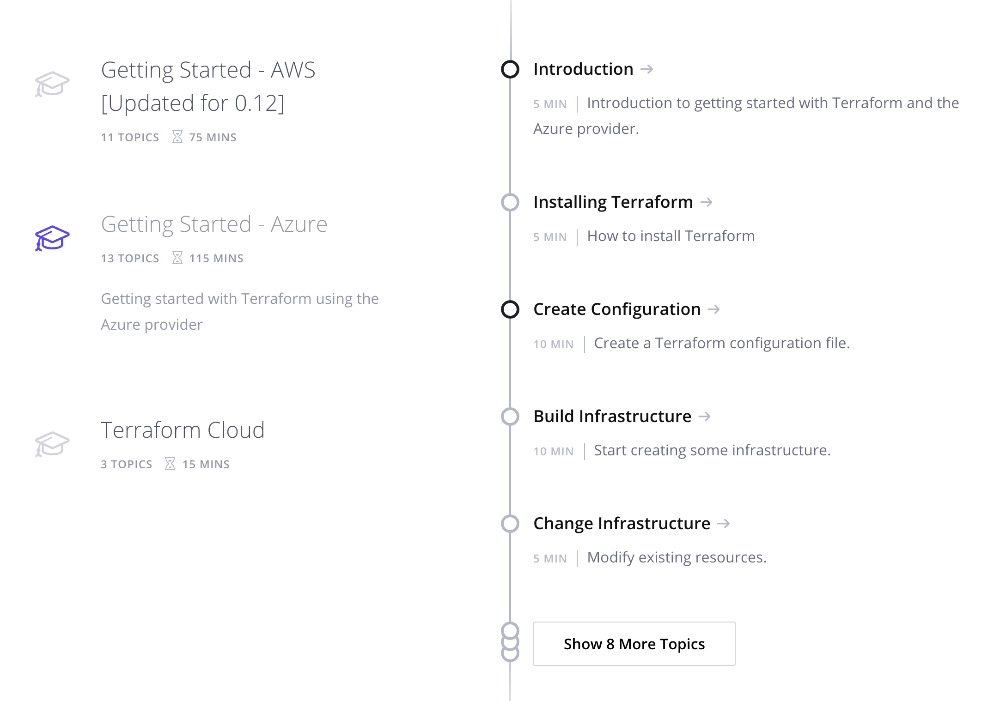 Getting Started - AWS
[Updated for 0.12]
11 TOPICS 75 MINS
Getting Started - Azure
13 TOPICS 115 MINS
Getting started with Terraform using the
Azure provider
Terraform Cloud
3 TOPICS 15 MINS
Introduction →
5 MIN | Introduction to getting started with Terraform and the
Azure provider.
Installing Terraform →
5 MIN | How to install Terraform
Create Configuration →
10 MIN | Create a Terraform configuration file.
Build Infrastructure →
10 MIN | Start creating some infrastructure.
Change Infrastructure →
5 MIN | Modify existing resources.
Show 8 More Topics